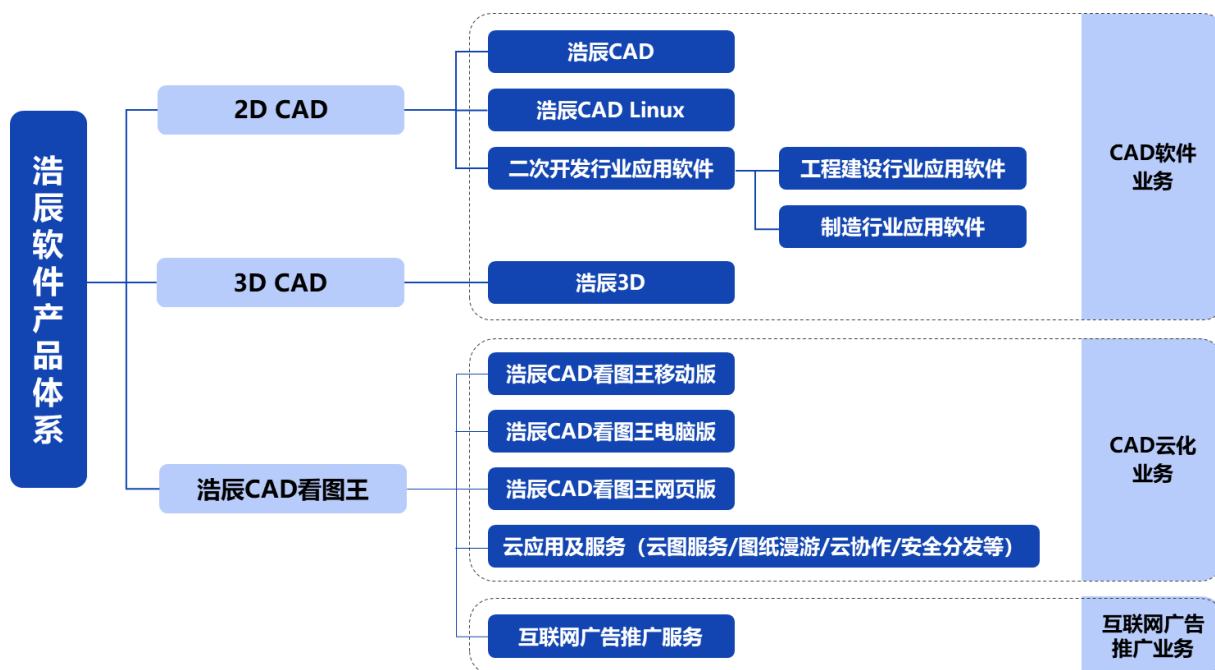 浩辰软件产品体系
2D CAD
浩辰CAD
浩辰CAD Linux
二次开发行业应用软件
工程建设行业应用软件
制造行业应用软件
3D CAD
浩辰3D
CAD软件
业务
浩辰CAD看图王
浩辰CAD看图王移动版
浩辰CAD看图王电脑版
浩辰CAD看图王网页版
云应用及服务（云图服务/图纸漫游/云协作/安全分发等）
CAD云化
业务
互联网广告推广服务
互联网广告
推广业务